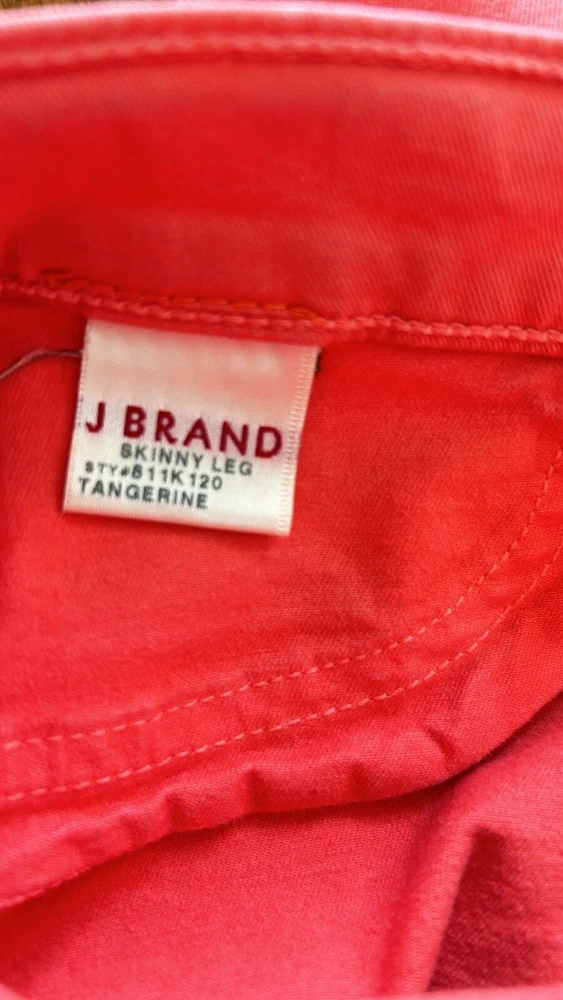 J BRAND
SKINNY LEG
STY#811K120
TANGERINE